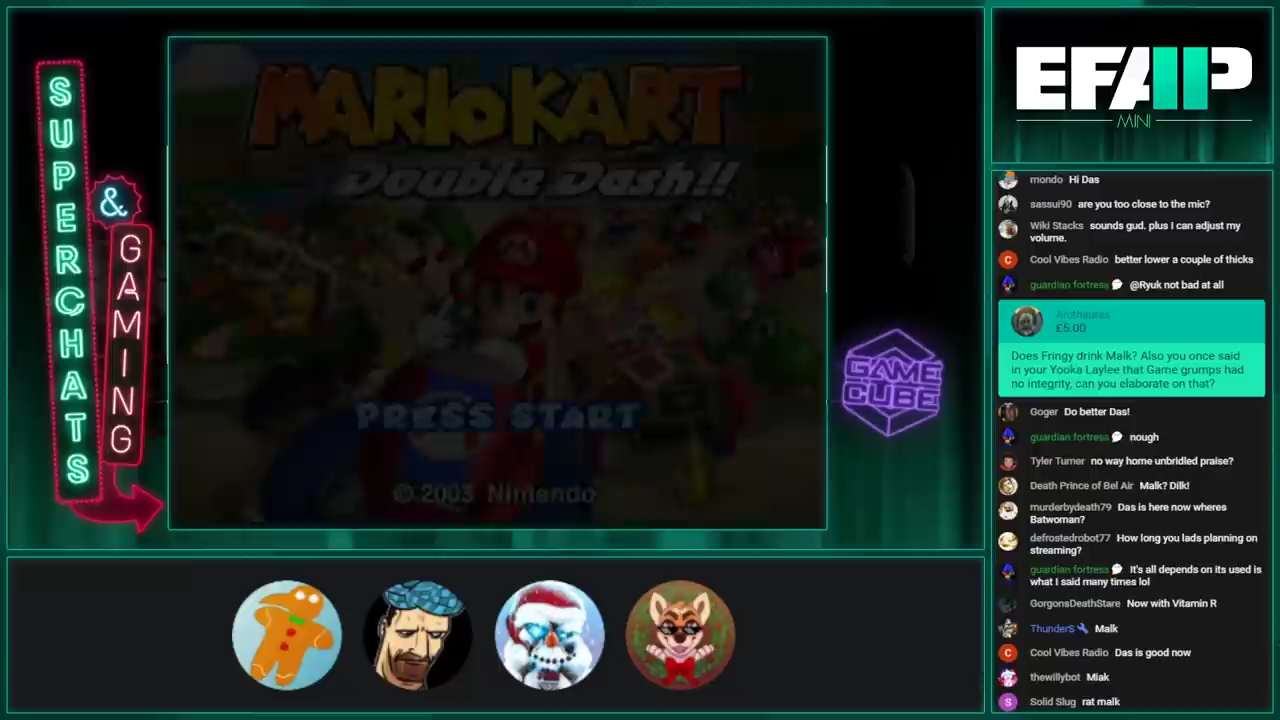 SUPERCHATS
&
GAMING
MARIO KART
Double Dash!!
PRESS START
© 2003 Nintendo
GAME
CUBE
EFAP
MINI
mondo Hi Das
sassui90 are you too close to the mic?
Wiki Stacks sounds gud. plus I can adjust my
volume.
C Cool Vibes Radio better lower a couple of thicks
guardian fortress @Ryuk not bad at all
Arcthauras
£5.00
Does Fringy drink Malk? Also you once said
in your Yooka Laylee that Game grumps had
no integrity, can you elaborate on that?
Goger Do better Das!
guardian fortress nough
Tyler Turner no way home unbridled praise?
Death Prince of Bel Air Malk? Dilk!
murderbydeath79 Das is here now wheres
Batwoman?
defrostedrobot77 How long you lads planning on
streaming?
guardian fortress It's all depends on its used is
what I said many times lol
GorgonsDeathStare Now with Vitamin R
ThunderS Malk
C Cool Vibes Radio Das is good now
thewillybot Miak
S Solid Slug rat malk